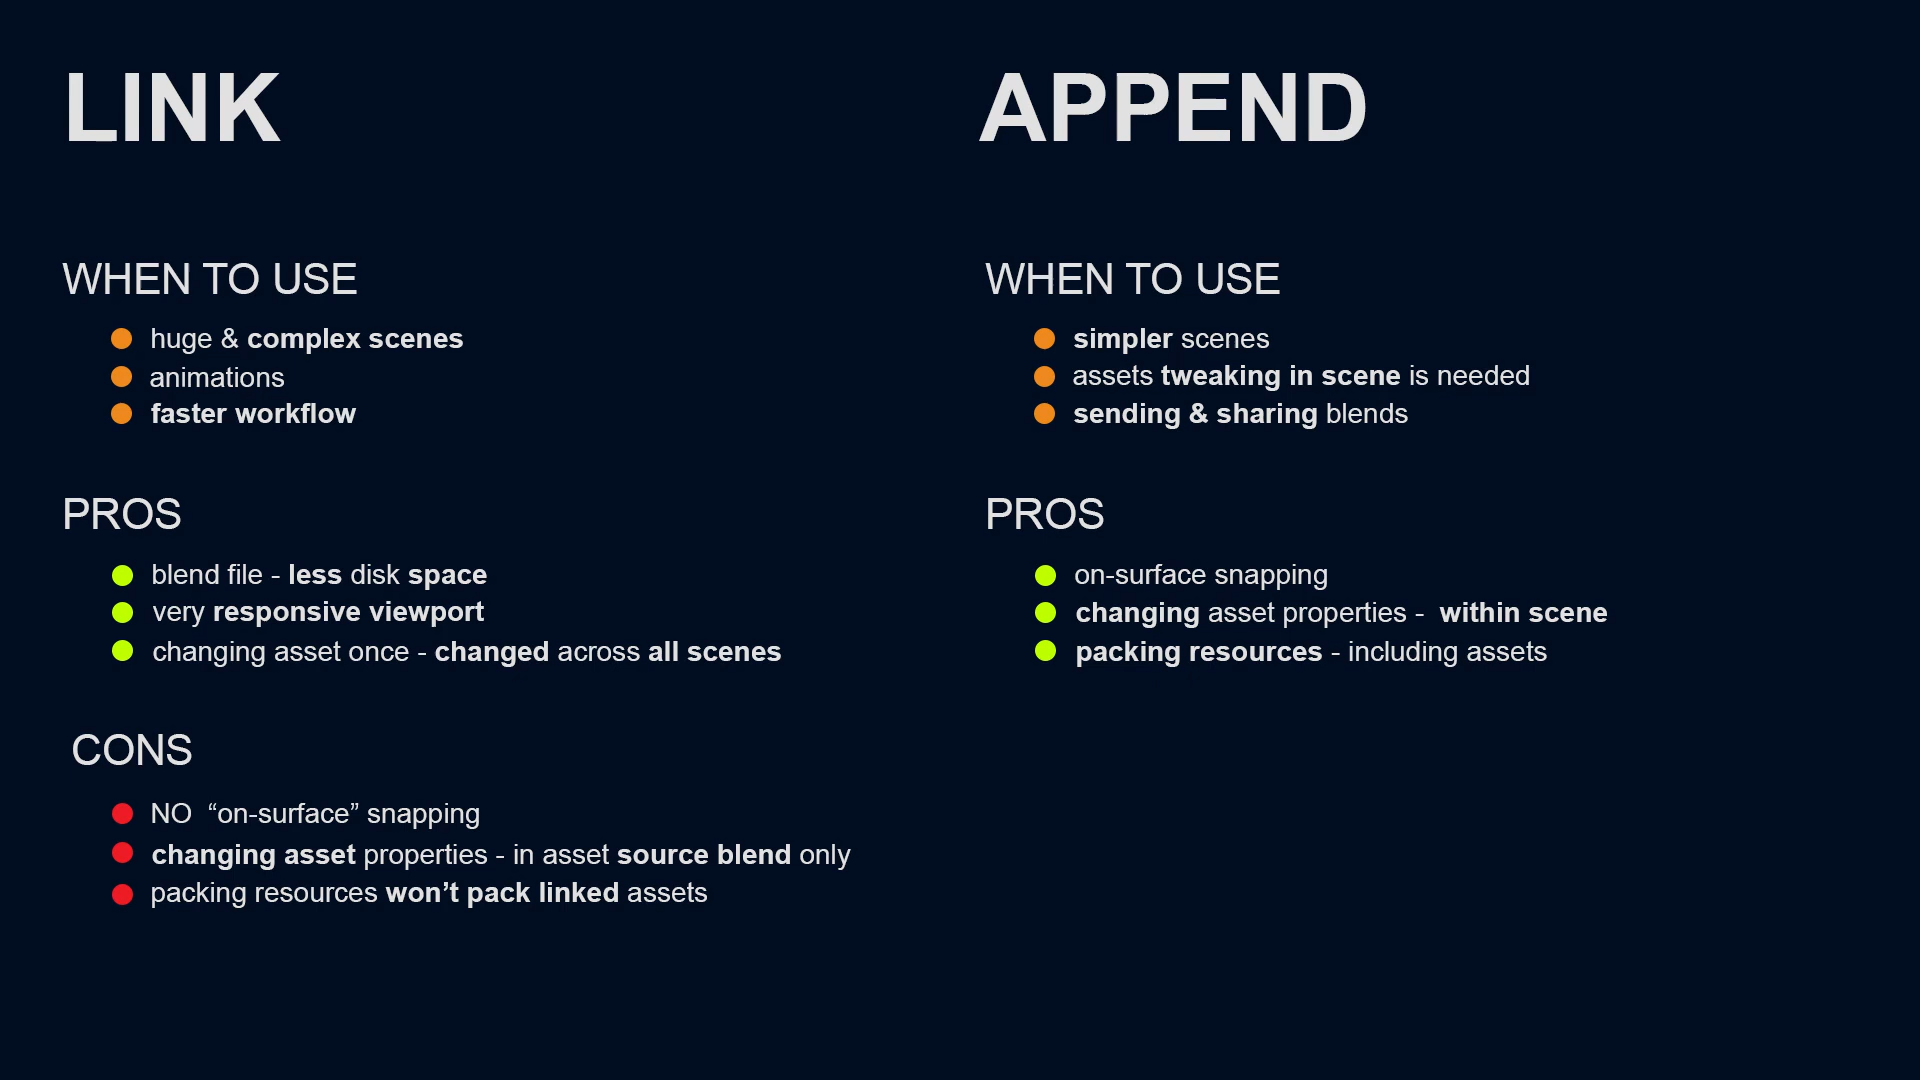 LINK
WHEN TO USE
huge & complex scenes
animations
faster workflow
PROS
blend file - less disk space
very responsive viewport
changing asset once - changed across all scenes
CONS
NO “on-surface” snapping
changing asset properties - in asset source blend only
packing resources won’t pack linked assets
APPEND
WHEN TO USE
simpler scenes
assets tweaking in scene is needed
sending & sharing blends
PROS
on-surface snapping
changing asset properties - within scene
packing resources - including assets